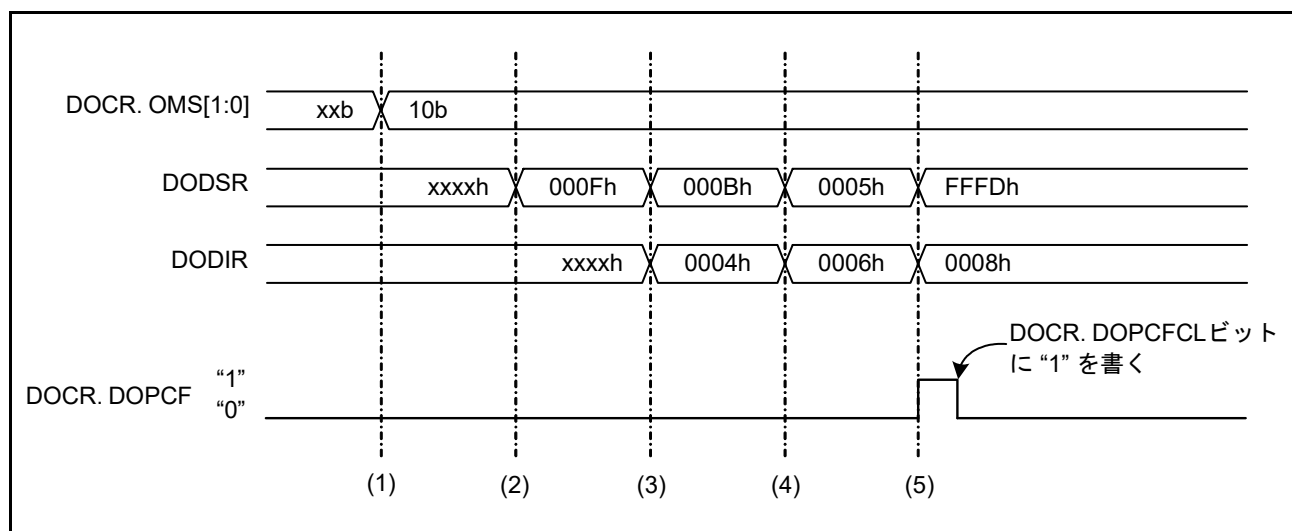 DOCR. OMS[1:0] xxb 10b
DODSR xxxxh 000Fh 000Bh 0005h FFFDh
DODIR xxxxh 0004h 0006h 0008h
DOCR. DOPCFCLビット
に “1” を書く
DOCR. DOPCF “1”
“0”
(1) (2) (3) (4) (5)